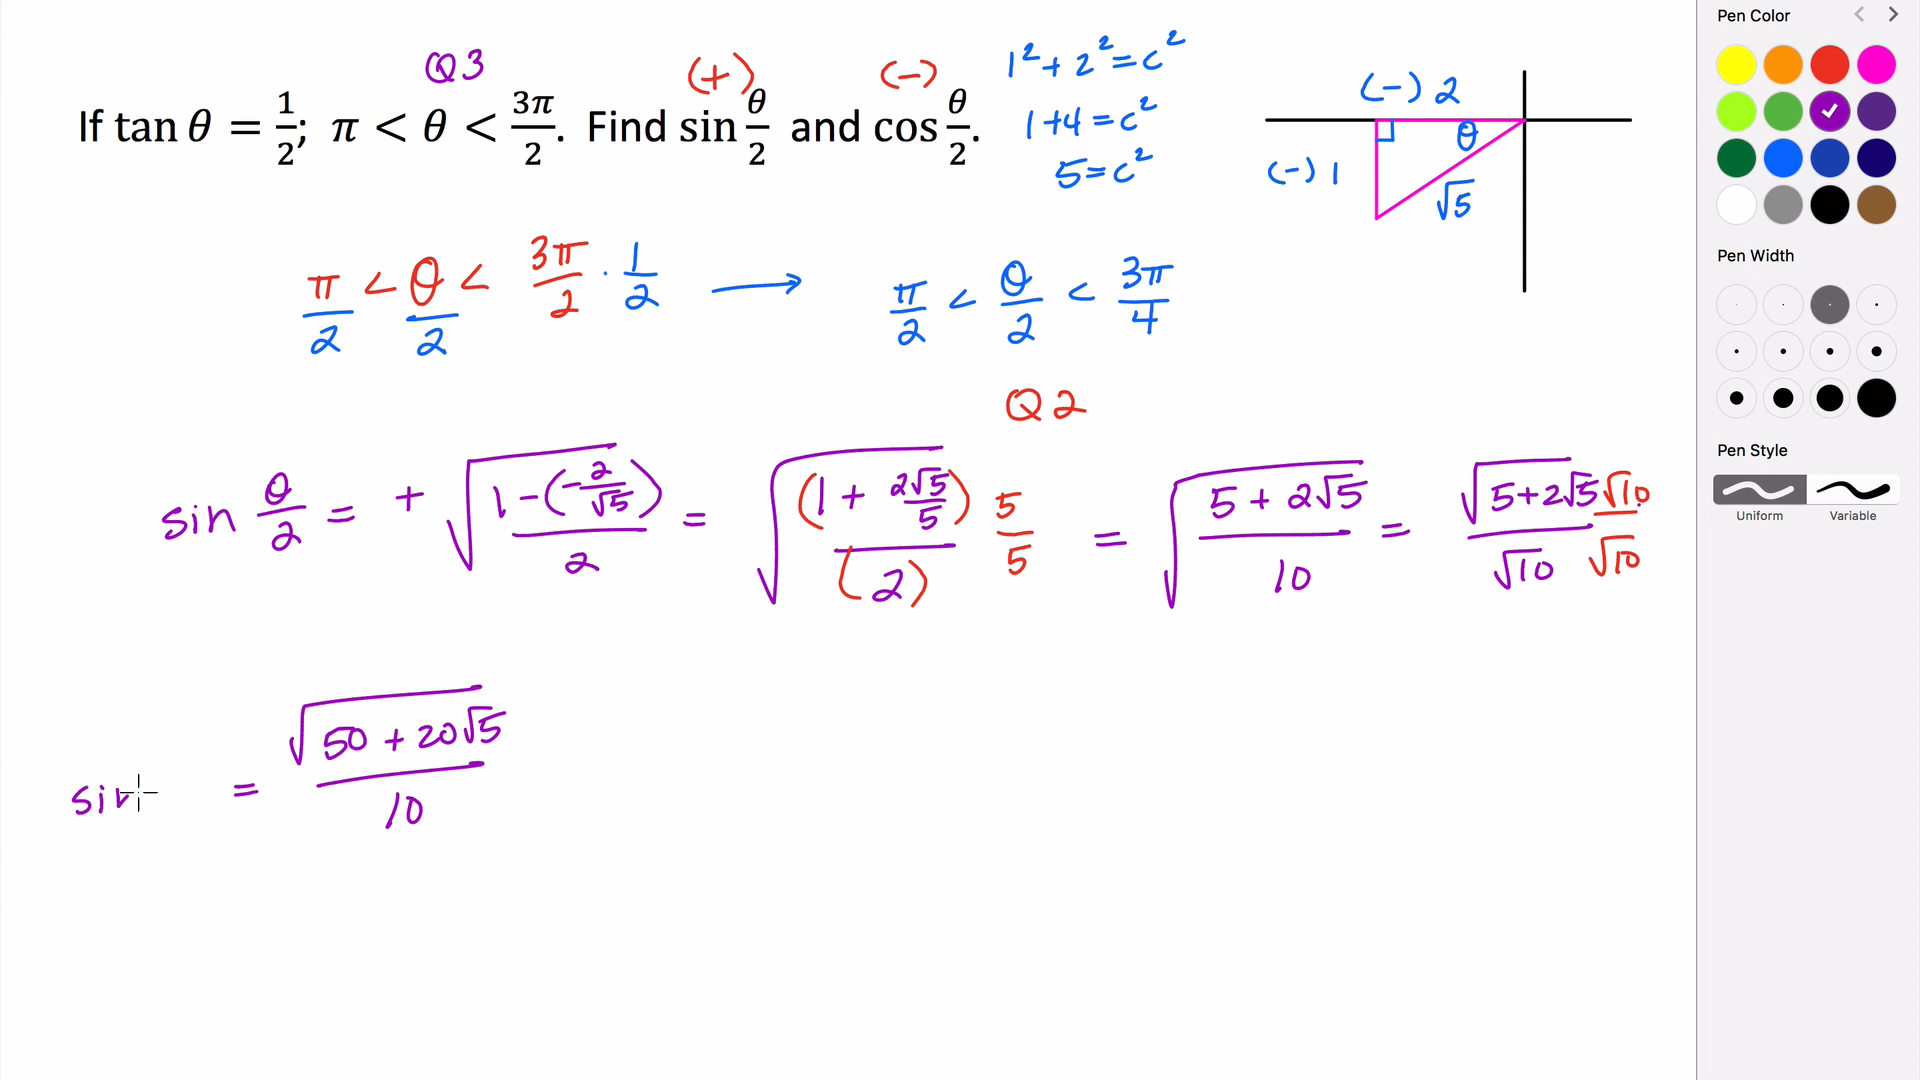 Q3 (+) (−)
If tan θ = 1/2; π < θ < 3π/2. Find sin θ/2 and cos θ/2.
1² + 2² = c²
1 + 4 = c²
5 = c²
(−) 2
θ
(−) 1
√5
π/2 < θ/2 < 3π/2 · 1/2 → π/2 < θ/2 < 3π/4
Q2
sin θ/2 = + √((1 − (−2/√5))/2) = √((1 + 2√5/5)/(2) 5/5) = √((5 + 2√5)/10) = √(5+2√5)/√10 √10/√10
sin = √(50 + 20√5)/10
Pen Color
Pen Width
Pen Style
Uniform Variable